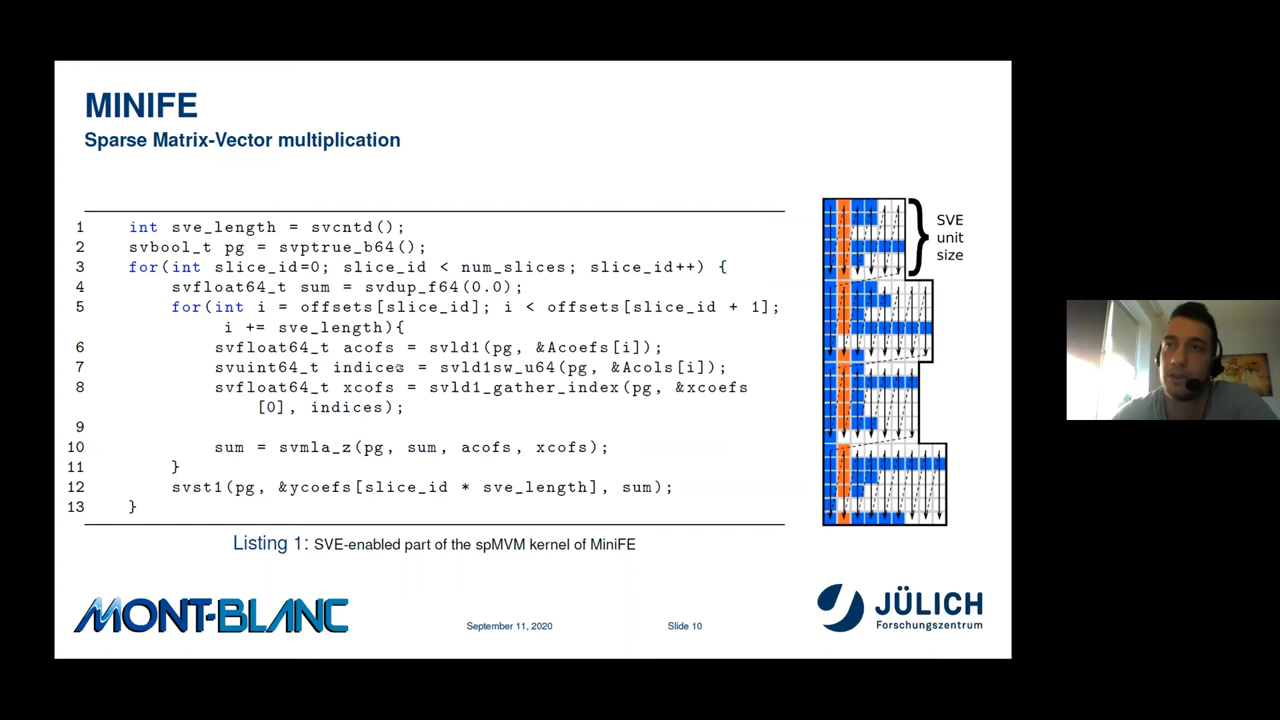 MINIFE
Sparse Matrix-Vector multiplication
1 int sve_length = svcntd();
2 svbool_t pg = svptrue_b64();
3 for(int slice_id=0; slice_id < num_slices; slice_id++) {
4 svfloat64_t sum = svdup_f64(0.0);
5 for(int i = offsets[slice_id]; i < offsets[slice_id + 1];
i += sve_length){
6 svfloat64_t acofs = svld1(pg, &Acoefs[i]);
7 svuint64_t indices = svld1sw_u64(pg, &Acols[i]);
8 svfloat64_t xcofs = svld1_gather_index(pg, &xcoefs
[0], indices);
9
10 sum = svmla_z(pg, sum, acofs, xcofs);
11 }
12 svst1(pg, &ycoefs[slice_id * sve_length], sum);
13 }
Listing 1: SVE-enabled part of the spMVM kernel of MiniFE
SVE
unit
size
MONT-BLANC
September 11, 2020
Slide 10
JÜLICH
Forschungszentrum